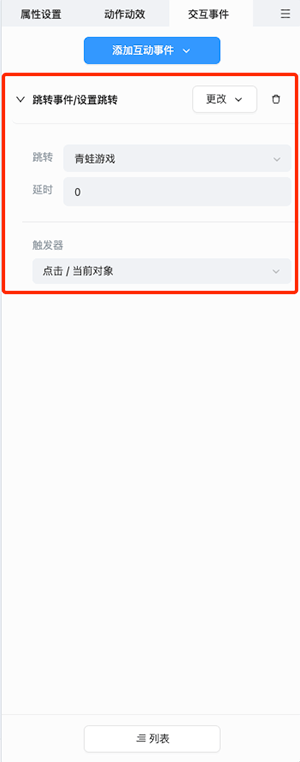 属性设置 动作动效 交互事件
添加互动事件
跳转事件/设置跳转 更改
跳转 青蛙游戏
延时 0
触发器
点击 / 当前对象
列表